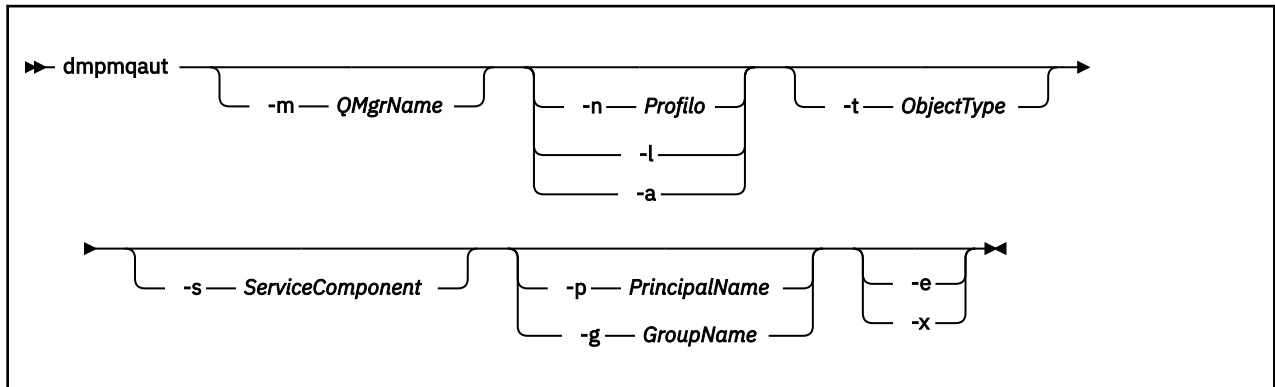 dmpmqaut
-m QMgrName
-n Profilo
-t ObjectType
-l
-a
-s ServiceComponent
-p PrincipalName
-e
-x
-g GroupName